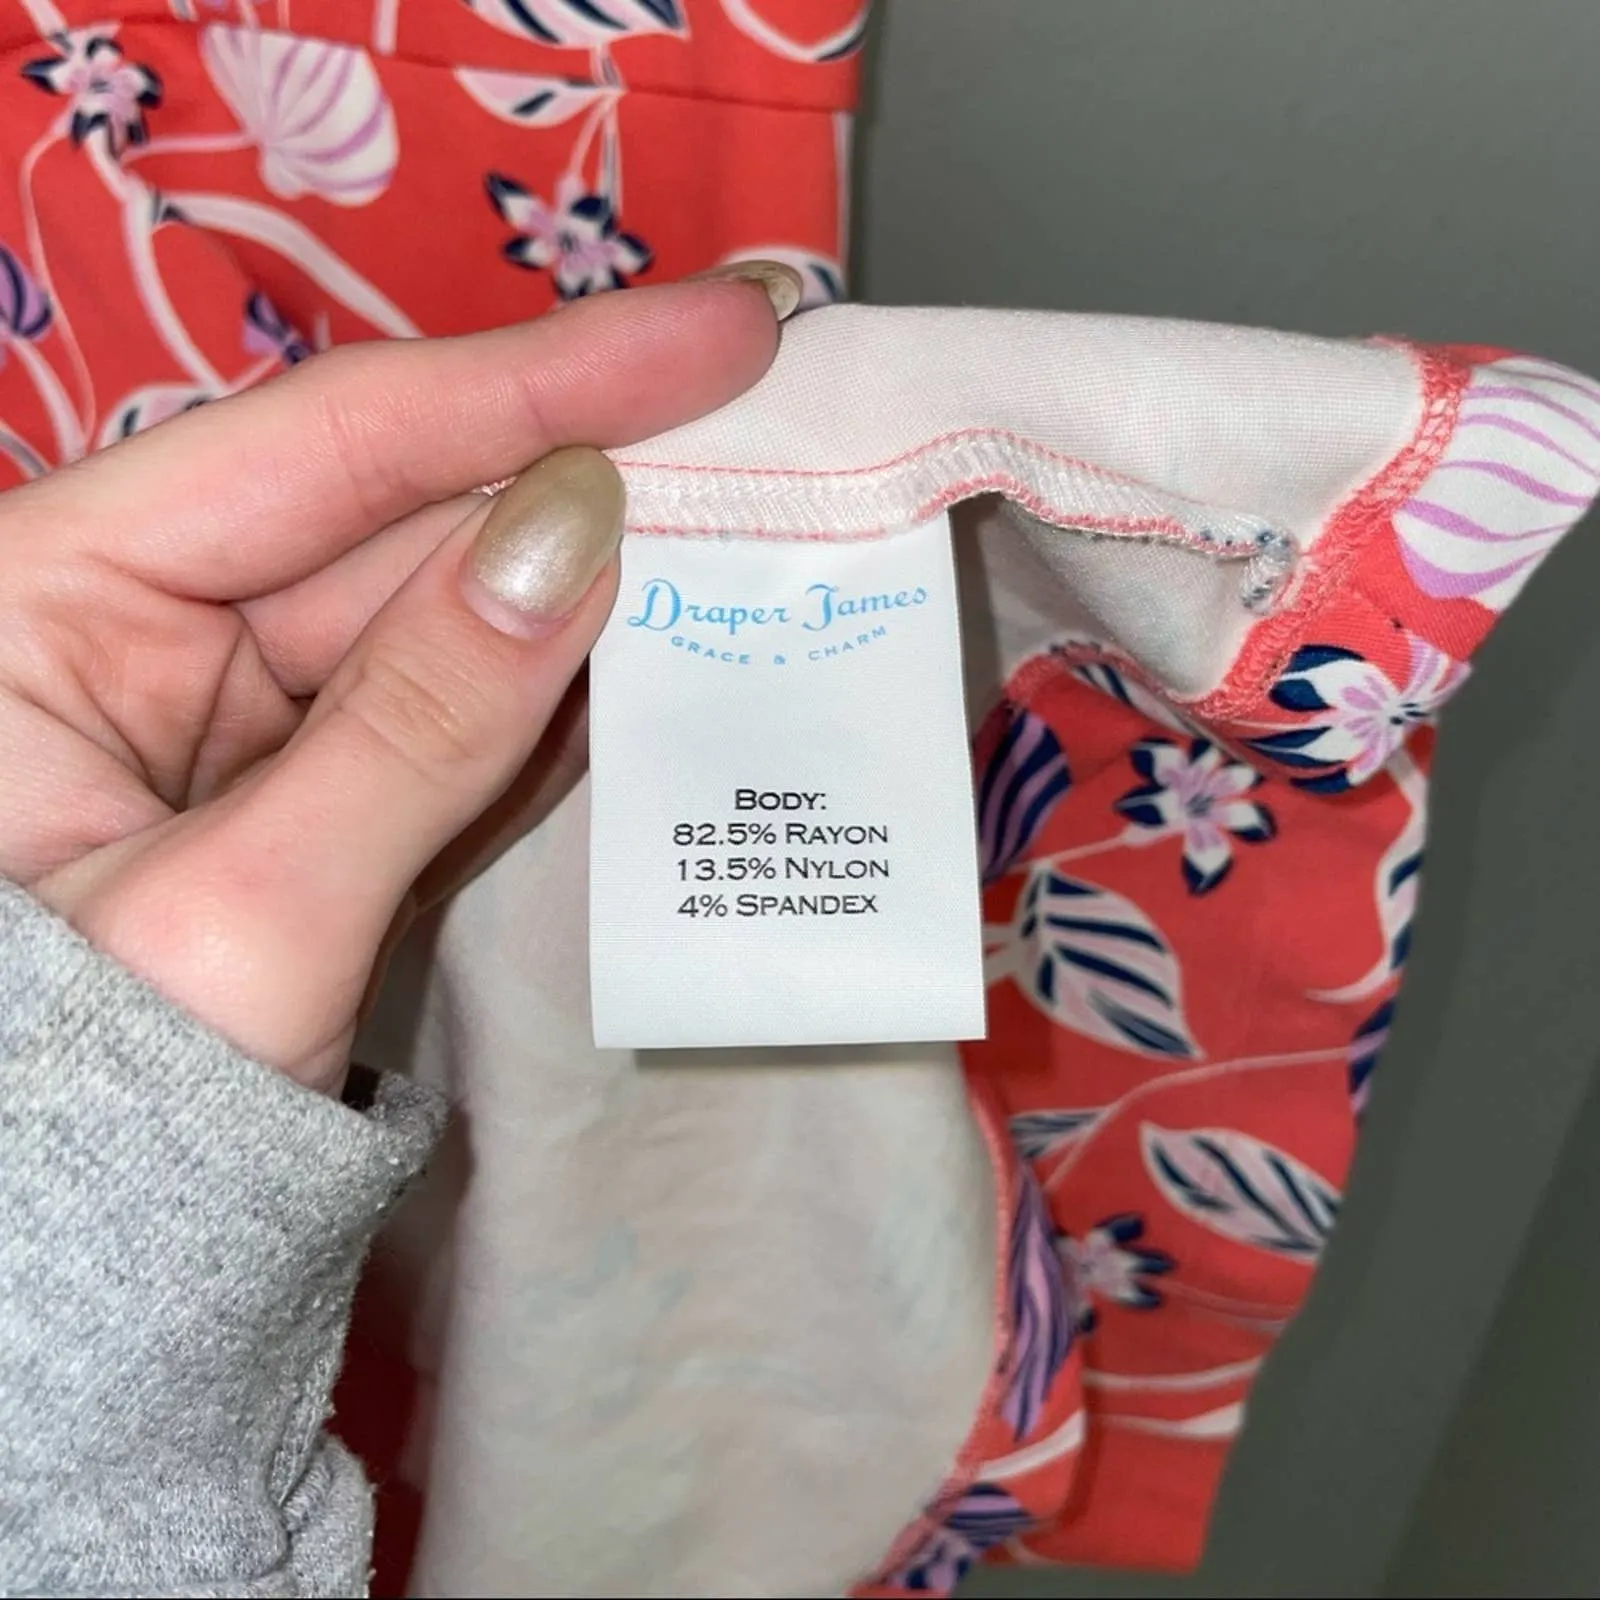 Draper James
GRACE & CHARM
BODY:
82.5% RAYON
13.5% NYLON
4% SPANDEX